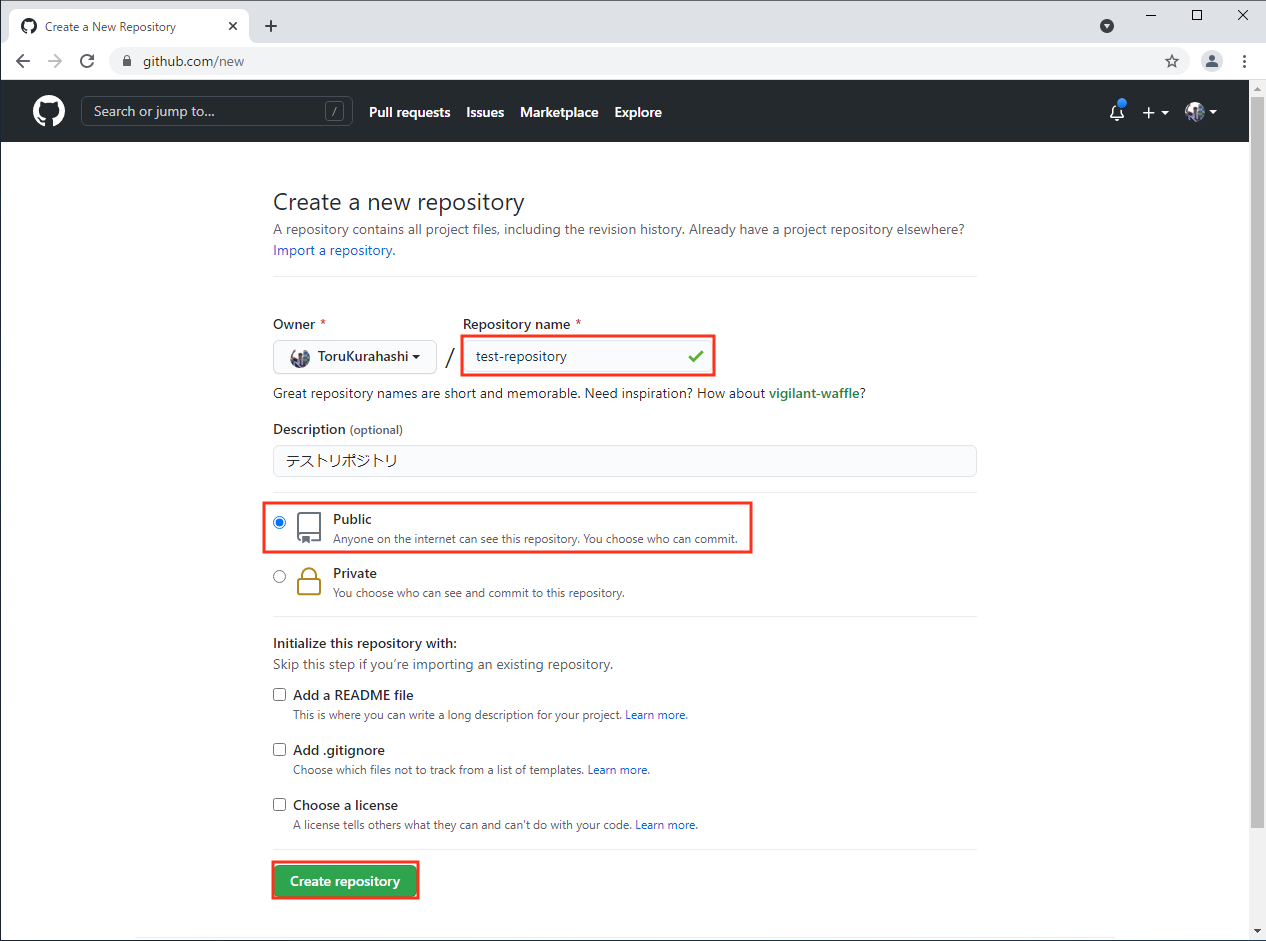 Create a New Repository
github.com/new
Search or jump to... /
Pull requests Issues Marketplace Explore
Create a new repository
A repository contains all project files, including the revision history. Already have a project repository elsewhere?
Import a repository.
Owner * Repository name *
ToruKurahashi / test-repository
Great repository names are short and memorable. Need inspiration? How about vigilant-waffle?
Description (optional)
テストリポジトリ
Public
Anyone on the internet can see this repository. You choose who can commit.
Private
You choose who can see and commit to this repository.
Initialize this repository with:
Skip this step if you’re importing an existing repository.
Add a README file
This is where you can write a long description for your project. Learn more.
Add .gitignore
Choose which files not to track from a list of templates. Learn more.
Choose a license
A license tells others what they can and can't do with your code. Learn more.
Create repository